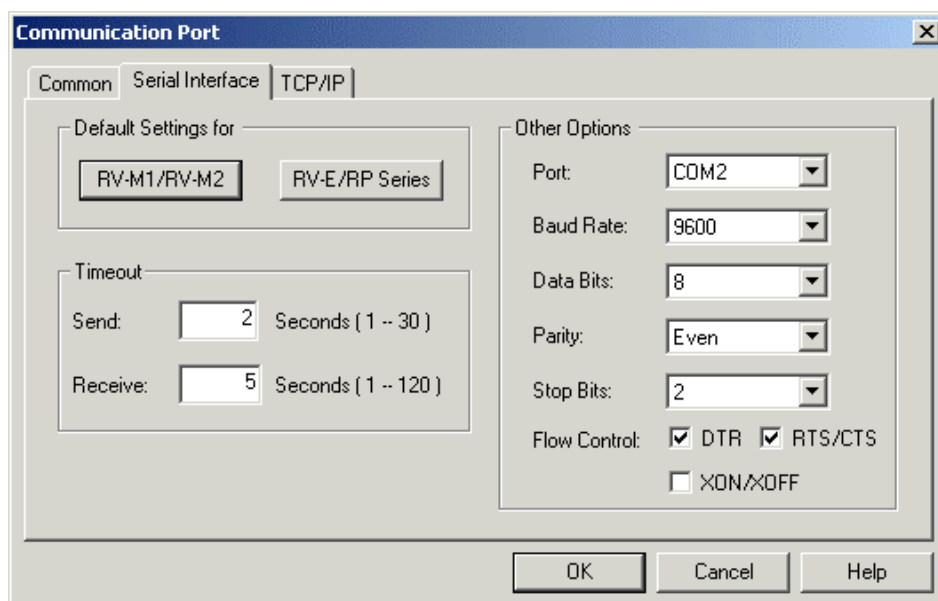 Communication Port
Common Serial Interface TCP/IP
Default Settings for
RV-M1/RV-M2 RV-E/RP Series
Timeout
Send: 2 Seconds ( 1 -- 30 )
Receive: 5 Seconds ( 1 -- 120 )
Other Options
Port: COM2
Baud Rate: 9600
Data Bits: 8
Parity: Even
Stop Bits: 2
Flow Control: DTR RTS/CTS
XON/XOFF
OK Cancel Help